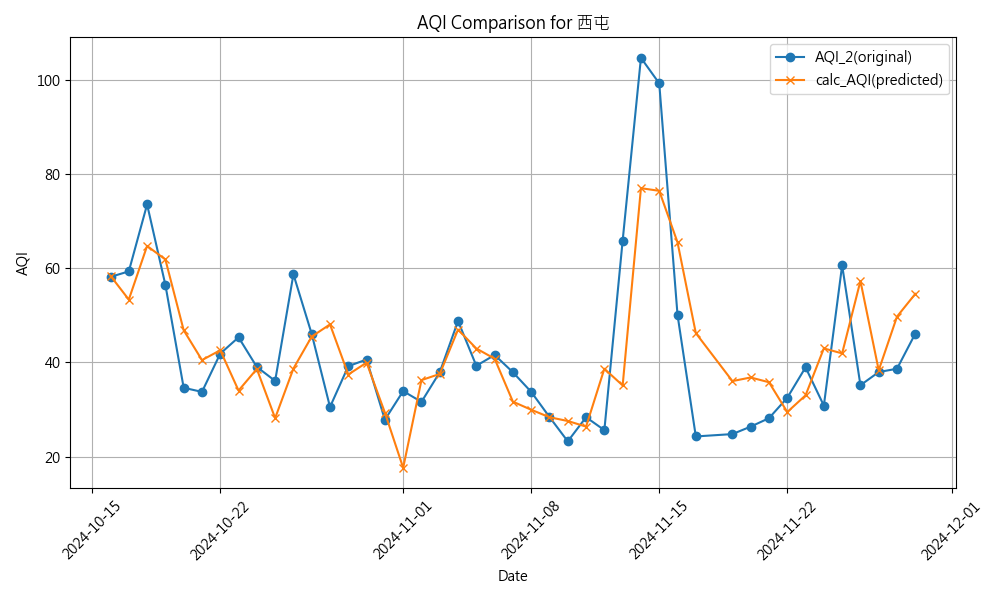 AQI Comparison for 西屯
AQI_2(original)
calc_AQI(predicted)
AQI
100
80
60
40
20
2024-10-15
2024-10-22
2024-11-01
2024-11-08
2024-11-15
2024-11-22
2024-12-01
Date